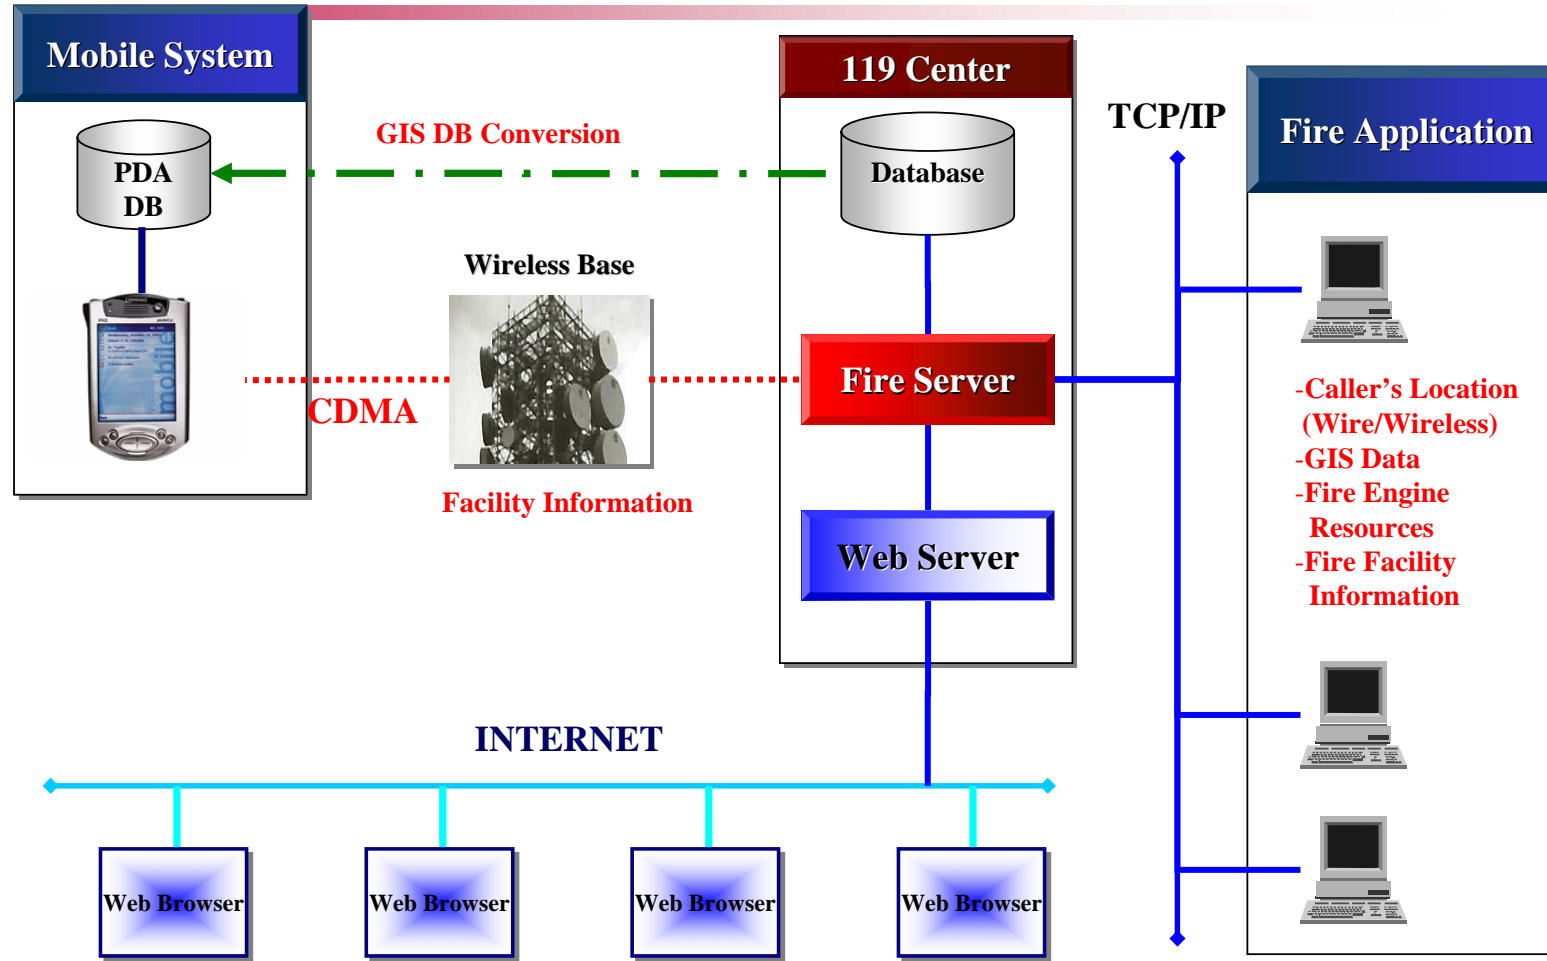 Mobile System
119 Center
TCP/IP
Fire Application
GIS DB Conversion
PDA
DB
Database
Wireless Base
CDMA
Fire Server
Facility Information
Web Server
-Caller's Location
(Wire/Wireless)
-GIS Data
-Fire Engine
Resources
-Fire Facility
Information
INTERNET
Web Browser
Web Browser
Web Browser
Web Browser
mobile